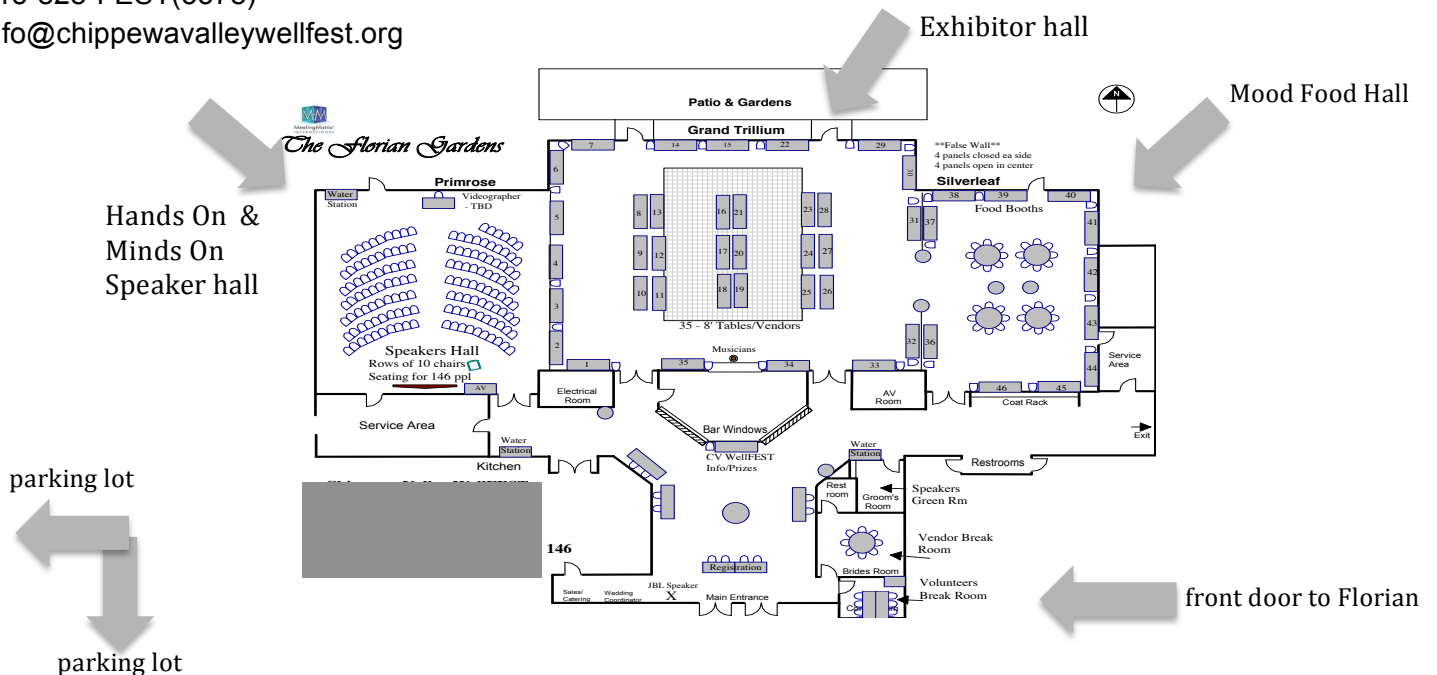 fo@chippewavalleywellfest.org
Exhibitor hall
Mood Food Hall
Hands On &
Minds On
Speaker hall
MeetingMatrix
INTERNATIONAL
The Florian Gardens
Patio & Gardens
Grand Trillium
N
**False Wall**
4 panels closed ea side
4 panels open in center
Primrose
Silverleaf
Water
Station
Videographer
- TBD
Food Booths
7
14
15
22
29
6
30
38
39
40
5
8
13
16
21
23
28
31
37
41
4
9
12
17
20
24
27
42
3
10
11
18
19
25
26
43
2
32
36
44
35 - 8' Tables/Vendors
Musicians
1
35
34
33
46
45
Speakers Hall
Rows of 10 chairs
Seating for 146 ppl
AV
Electrical
Room
AV
Room
Coat Rack
Service
Area
Service Area
Bar Windows
Exit
Water
Station
Kitchen
CV WellFEST
Info/Prizes
Water
Station
Restrooms
Rest
room
Groom's
Room
Speakers
Green Rm
Vendor Break
Room
Brides Room
146
Registration
Volunteers
Break Room
Sales/
Catering
Wedding
Coordinator
JBL Speaker
X
Main Entrance
parking lot
parking lot
front door to Florian